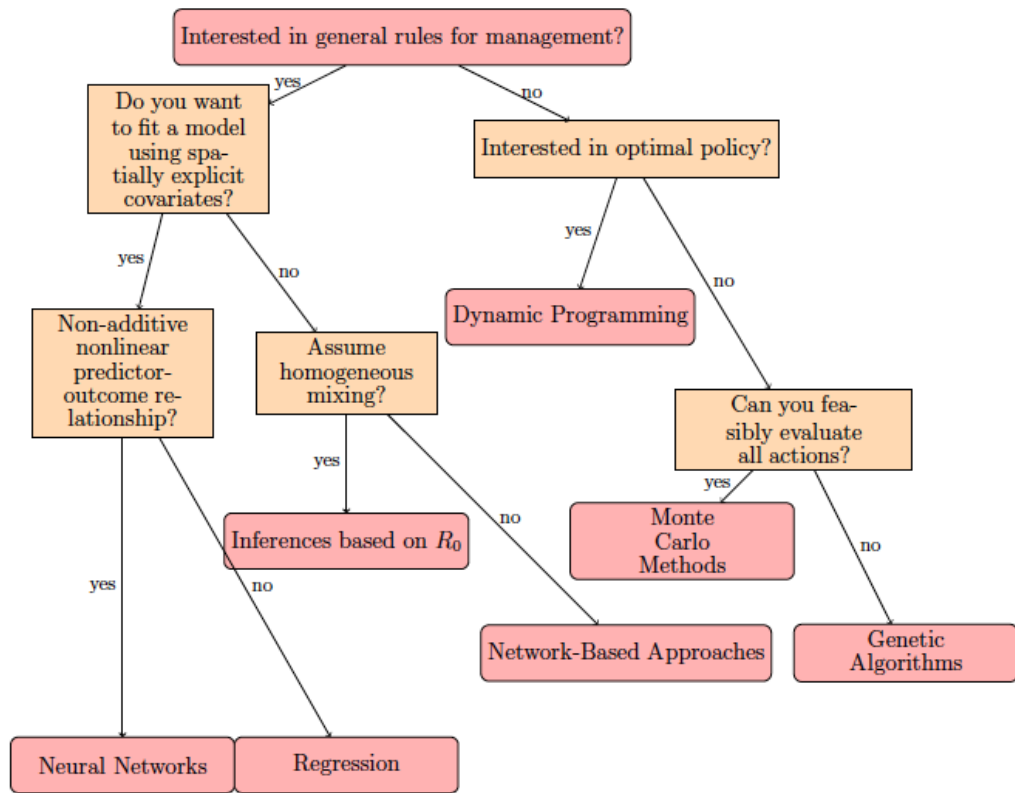 Interested in general rules for management?
yes
no
Do you want
to fit a model
using spa-
tially explicit
covariates?
Interested in optimal policy?
yes
no
yes
no
Non-additive
nonlinear
predictor-
outcome re-
lationship?
Assume
homogeneous
mixing?
Dynamic Programming
Can you fea-
sibly evaluate
all actions?
yes
yes
no
yes
no
no
Inferences based on R₀
Monte
Carlo
Methods
Network-Based Approaches
Genetic
Algorithms
Neural Networks
Regression